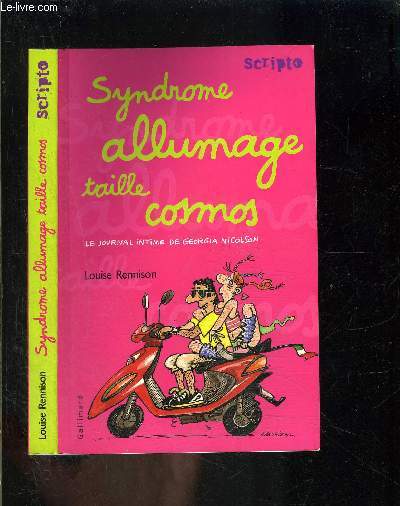 Le-livre.com
scripto
Syndrome
allumage
taille
cosmos
LE JOURNAL INTIME DE GEORGIA NICOLSON
Louise Rennison
Gallimard
Louise Rennison
Syndrome allumage taille cosmos
scripto